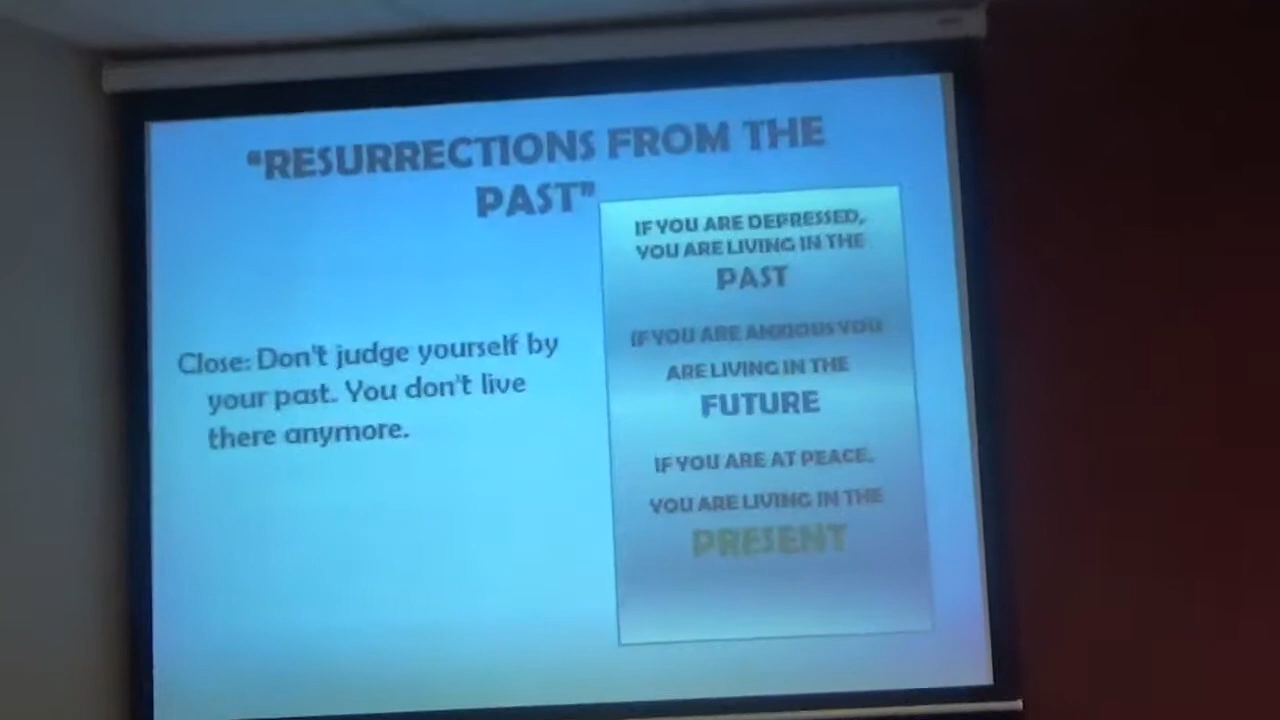 “RESURRECTIONS FROM THE
PAST”
Close: Don't judge yourself by
your past. You don't live
there anymore.
IF YOU ARE DEPRESSED,
YOU ARE LIVING IN THE
PAST
IF YOU ARE ANXIOUS YOU
ARE LIVING IN THE
FUTURE
IF YOU ARE AT PEACE,
YOU ARE LIVING IN THE
PRESENT